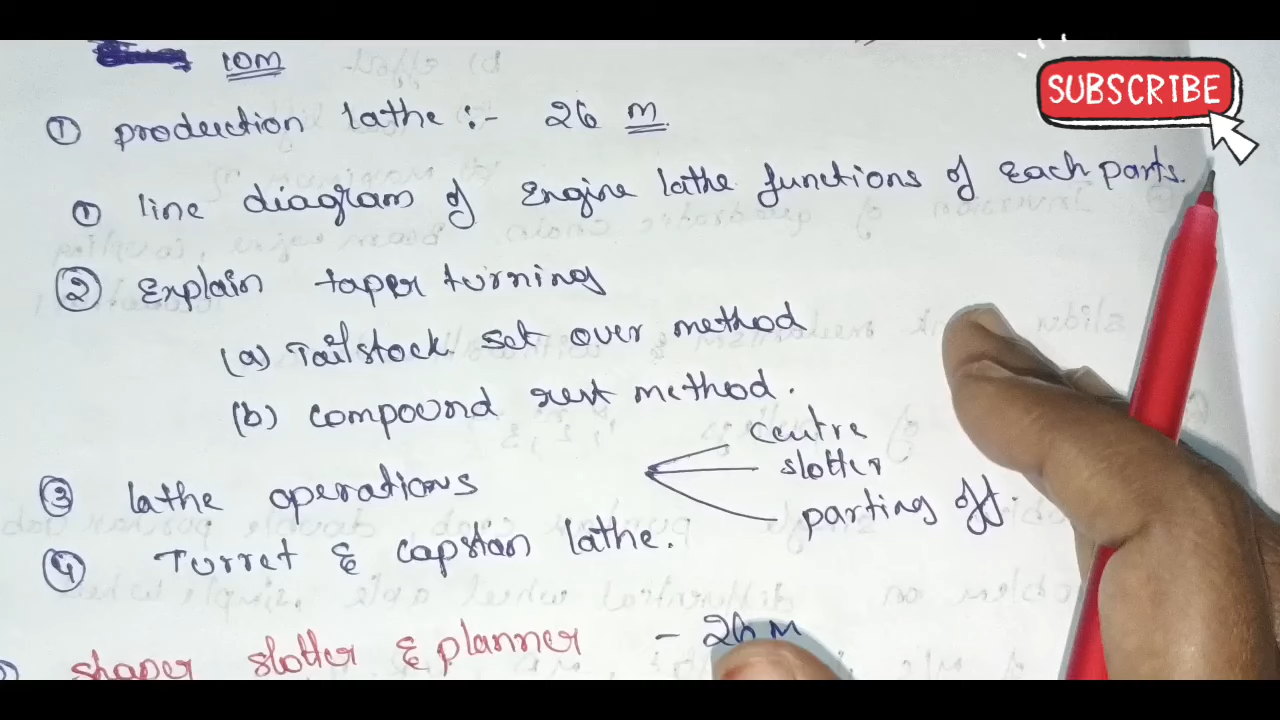 10M
SUBSCRIBE
① production lathe :- 26 m
① line diagram of Engine lathe functions of Each parts.
② Explain taper turning
(a) Tailstock set over method
(b) compound rest method.
③ lathe operations
centre
slotter
parting off.
④ Turret & capstan lathe.
shaper slotter & planner - 26 M